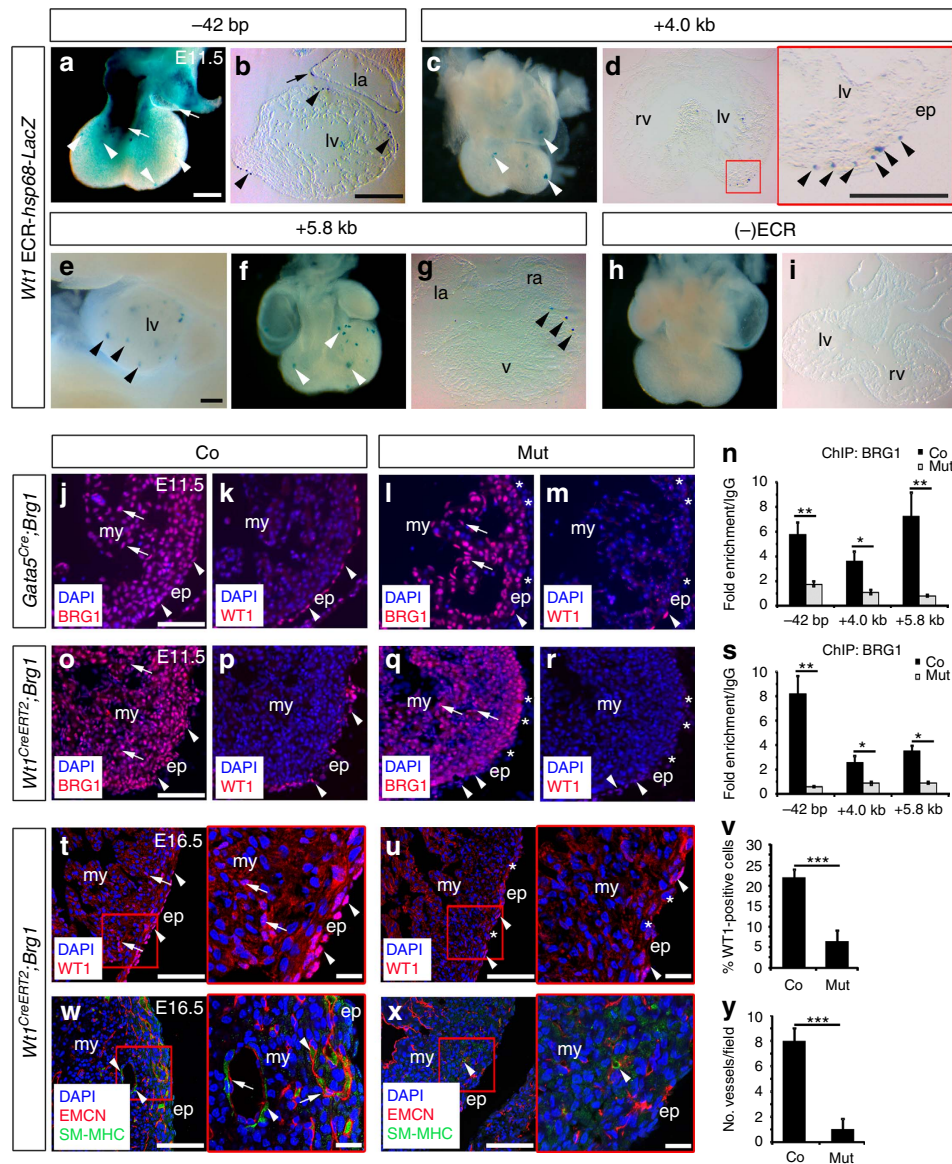 −42 bp
+4.0 kb
Wt1 ECR-hsp68-LacZ
a
E11.5
b
la
lv
c
d
rv
lv
lv
ep
+5.8 kb
(−)ECR
e
lv
f
g
la
ra
v
h
i
lv
rv
Co
Mut
Gata5Cre;Brg1
j
E11.5
my
ep
DAPI
BRG1
k
my
ep
DAPI
WT1
l
my
*
*
*
ep
DAPI
BRG1
m
my
*
*
*
ep
DAPI
WT1
n
ChIP: BRG1
Co
Mut
Fold enrichment/IgG
10
8
6
4
2
0
**
*
**
−42 bp
+4.0 kb
+5.8 kb
Wt1CreERT2;Brg1
o
E11.5
my
ep
DAPI
BRG1
p
my
ep
DAPI
WT1
q
my
*
*
*
ep
DAPI
BRG1
r
my
*
*
*
ep
DAPI
WT1
s
ChIP: BRG1
Co
Mut
Fold enrichment/IgG
10
8
6
4
2
0
**
*
*
−42 bp
+4.0 kb
+5.8 kb
Wt1CreERT2;Brg1
t
E16.5
my
ep
DAPI
WT1
my
ep
u
my
*
ep
*
DAPI
WT1
my
*
*
ep
v
% WT1-positive cells
30
25
20
15
10
5
0
***
Co
Mut
w
E16.5
my
ep
DAPI
EMCN
SM-MHC
ep
my
x
my
ep
DAPI
EMCN
SM-MHC
my
y
No. vessels/field
10
8
6
4
2
0
***
Co
Mut